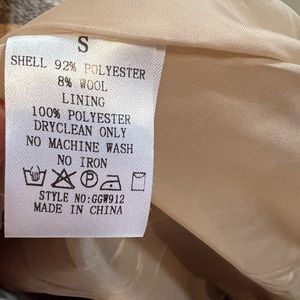 S
SHELL 92% POLYESTER
8% WOOL
LINING
100% POLYESTER
DRYCLEAN ONLY
NO MACHINE WASH
NO IRON
STYLE NO:GGW912
MADE IN CHINA